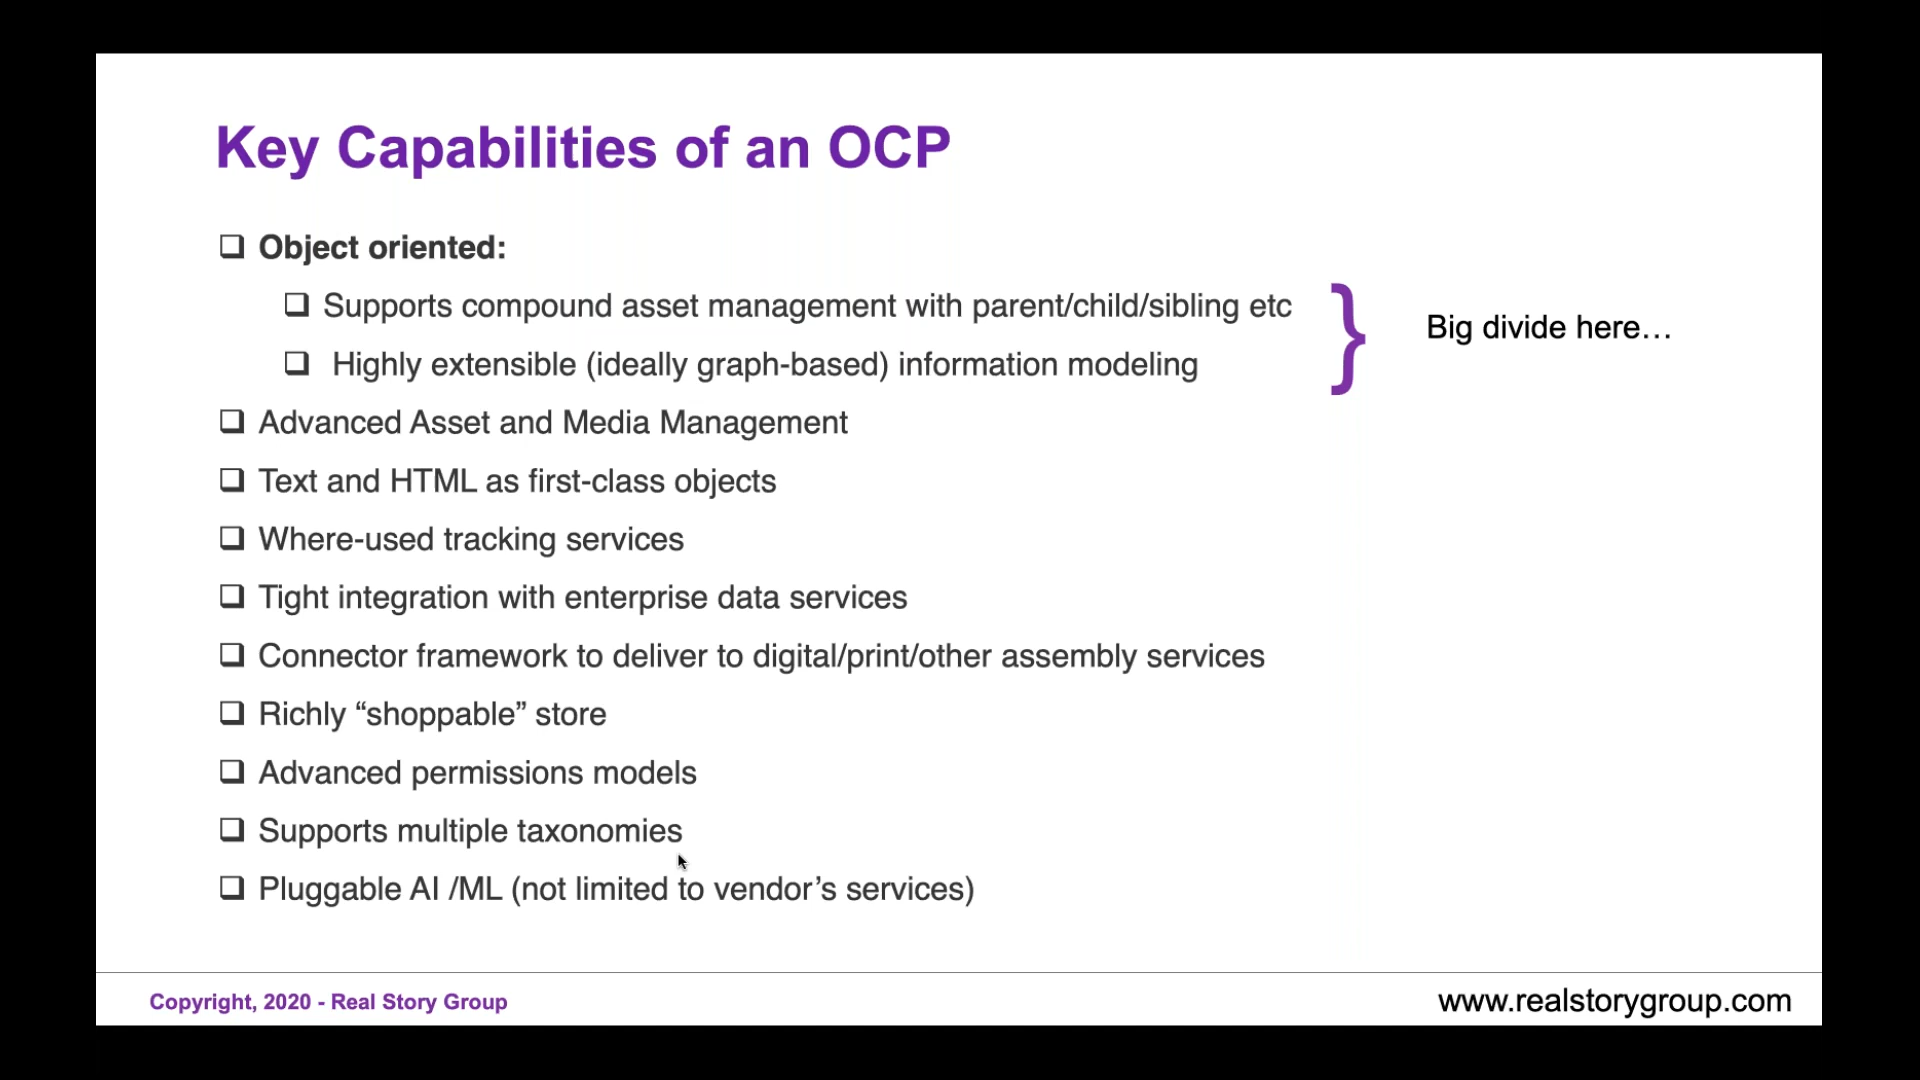 Key Capabilities of an OCP
Object oriented:
Supports compound asset management with parent/child/sibling etc
Highly extensible (ideally graph-based) information modeling
Big divide here…
Advanced Asset and Media Management
Text and HTML as first-class objects
Where-used tracking services
Tight integration with enterprise data services
Connector framework to deliver to digital/print/other assembly services
Richly “shoppable” store
Advanced permissions models
Supports multiple taxonomies
Pluggable AI /ML (not limited to vendor’s services)
Copyright, 2020 - Real Story Group
www.realstorygroup.com